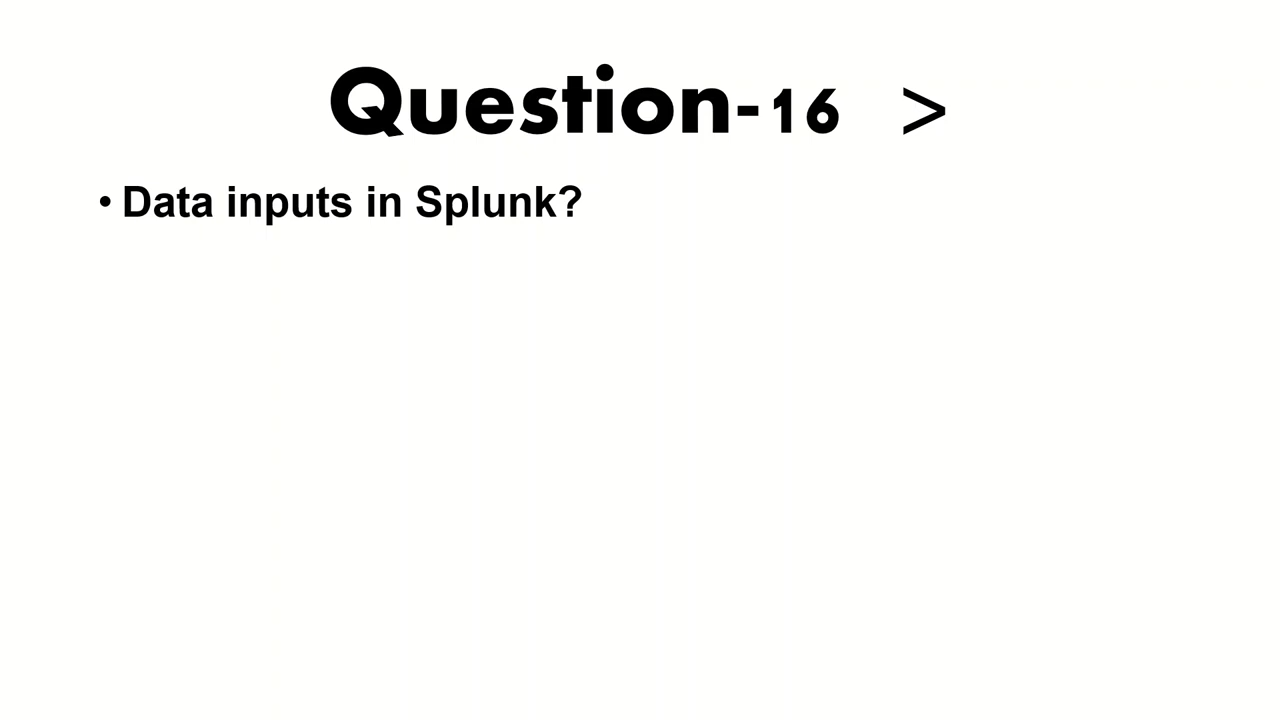 Question-16 >
• Data inputs in Splunk?